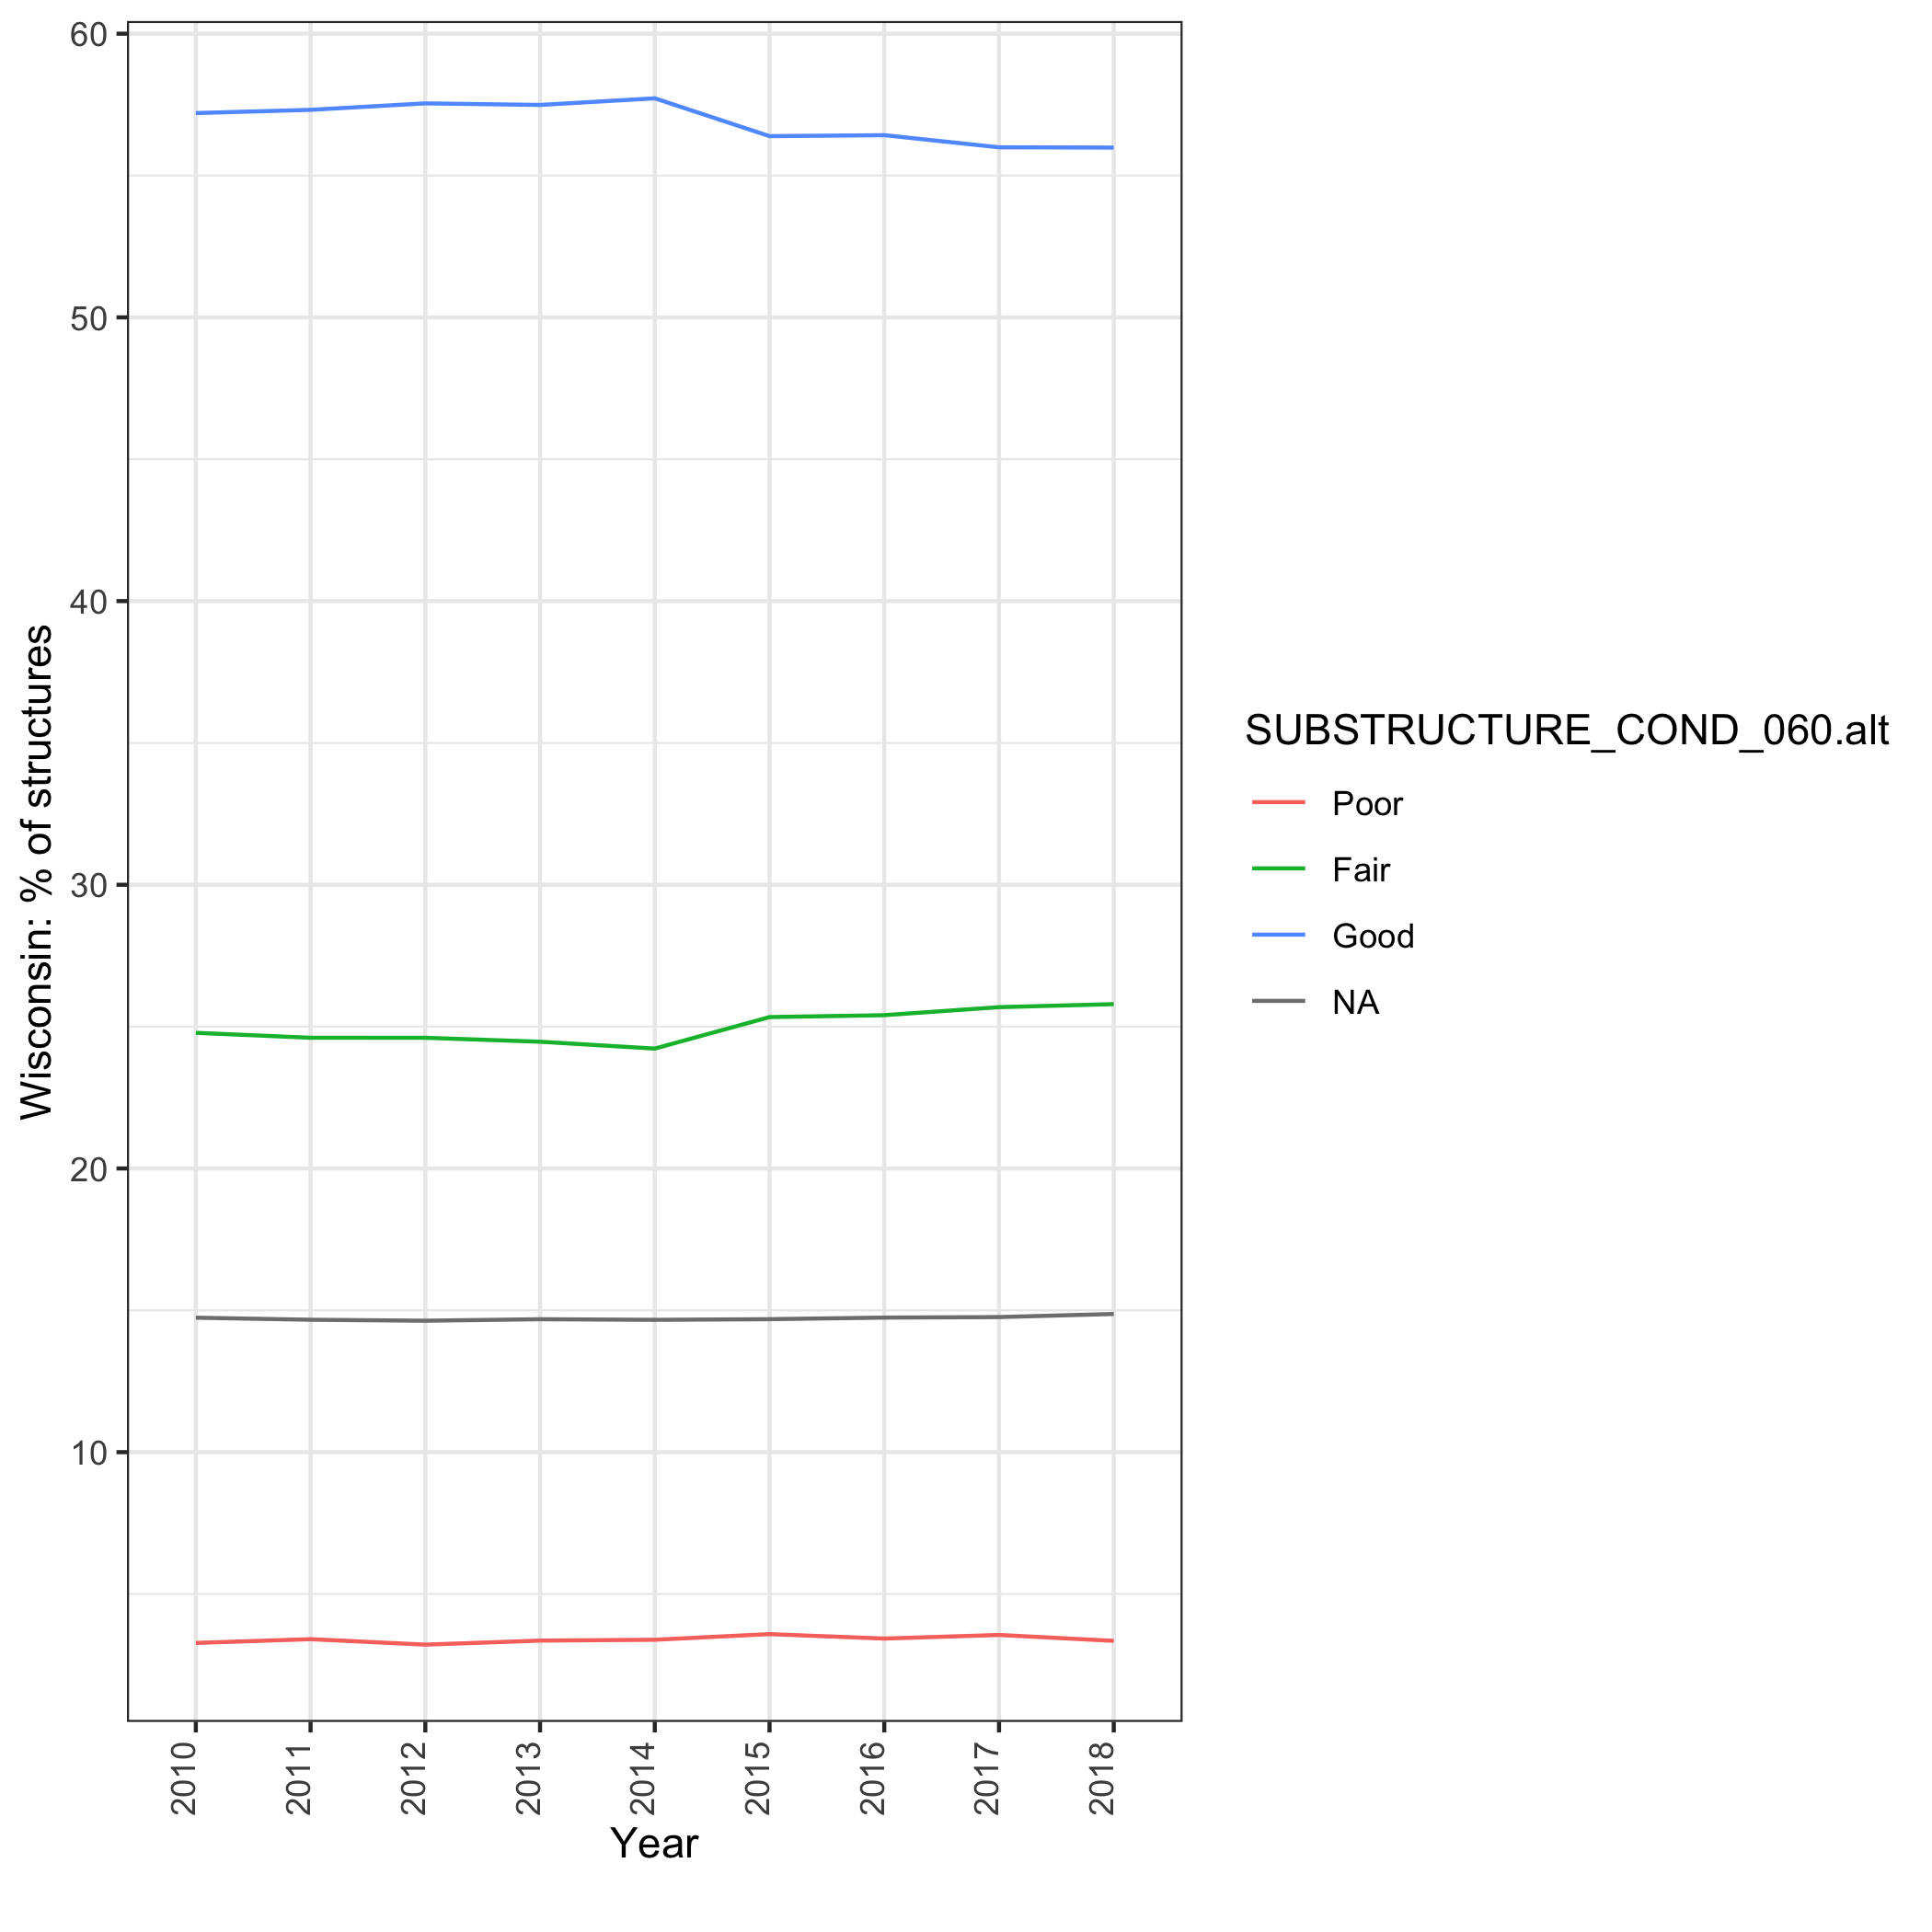 60
50
40
30
20
10
Wisconsin: % of structures
2010
2011
2012
2013
2014
2015
2016
2017
2018
Year
SUBSTRUCTURE_COND_060.alt
Poor
Fair
Good
NA